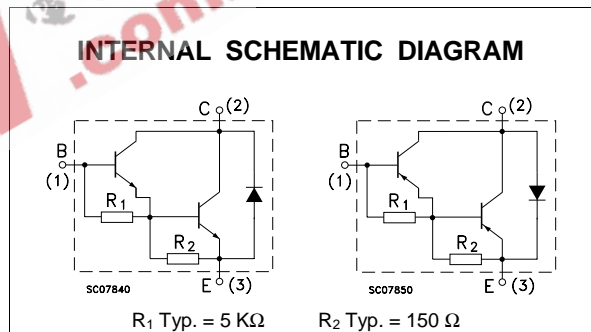 .com
INTERNAL SCHEMATIC DIAGRAM
C (2)
B
(1)
R1
R2
E (3)
SC07840
C (2)
B
(1)
R1
R2
E (3)
SC07850
R1 Typ. = 5 KΩ R2 Typ. = 150 Ω